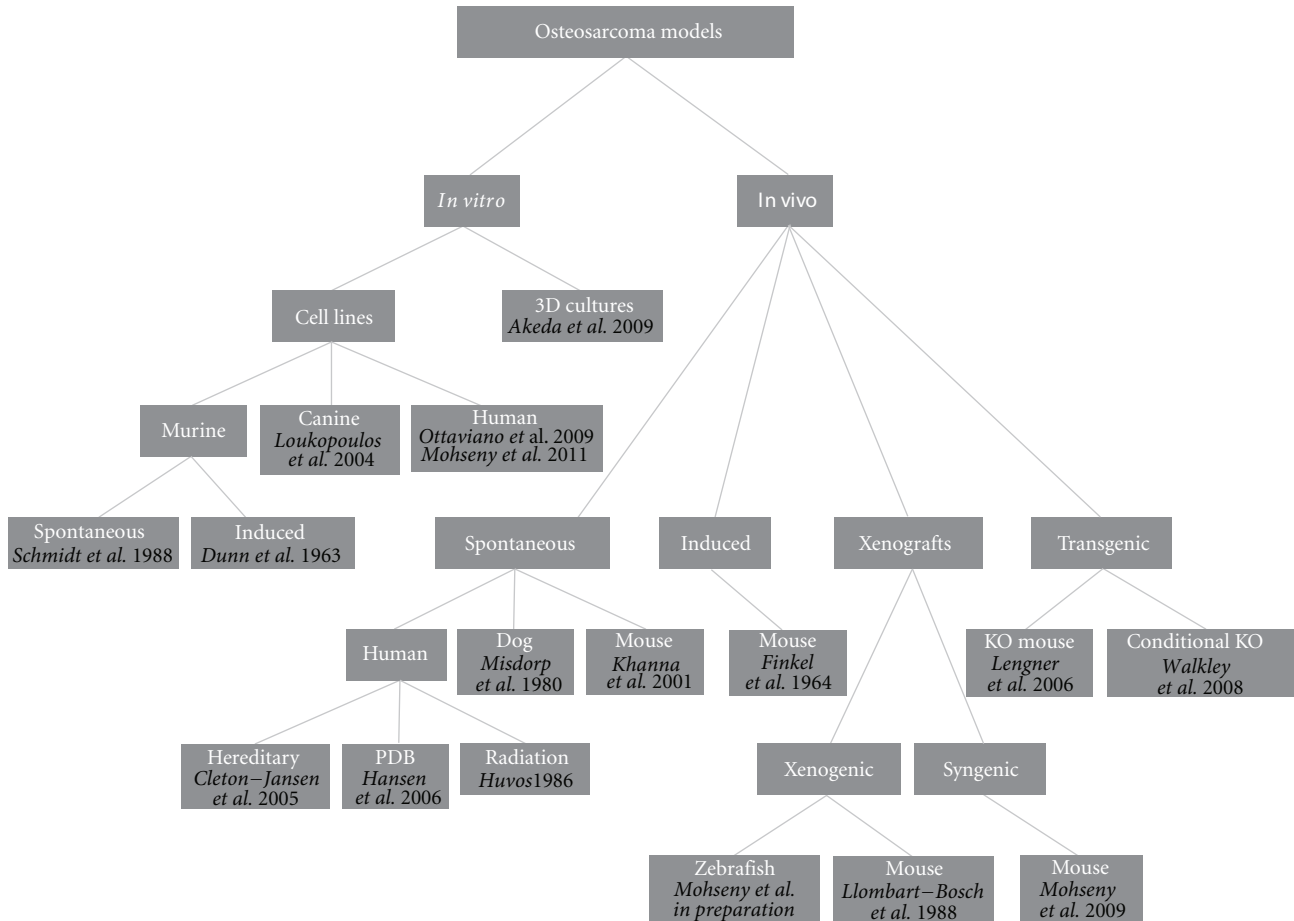 Osteosarcoma models
In vitro
In vivo
Cell lines
3D cultures
Akeda et al. 2009
Murine
Canine
Loukopoulos
et al. 2004
Human
Ottaviano et al. 2009
Mohseny et al. 2011
Spontaneous
Schmidt et al. 1988
Induced
Dunn et al. 1963
Spontaneous
Induced
Xenografts
Transgenic
Human
Dog
Misdorp
et al. 1980
Mouse
Khanna
et al. 2001
Mouse
Finkel
et al. 1964
KO mouse
Lengner
et al. 2006
Conditional KO
Walkley
et al. 2008
Hereditary
Cleton–Jansen
et al. 2005
PDB
Hansen
et al. 2006
Radiation
Huvos1986
Xenogenic
Syngenic
Zebrafish
Mohseny et al.
in preparation
Mouse
Llombart–Bosch
et al. 1988
Mouse
Mohseny
et al. 2009